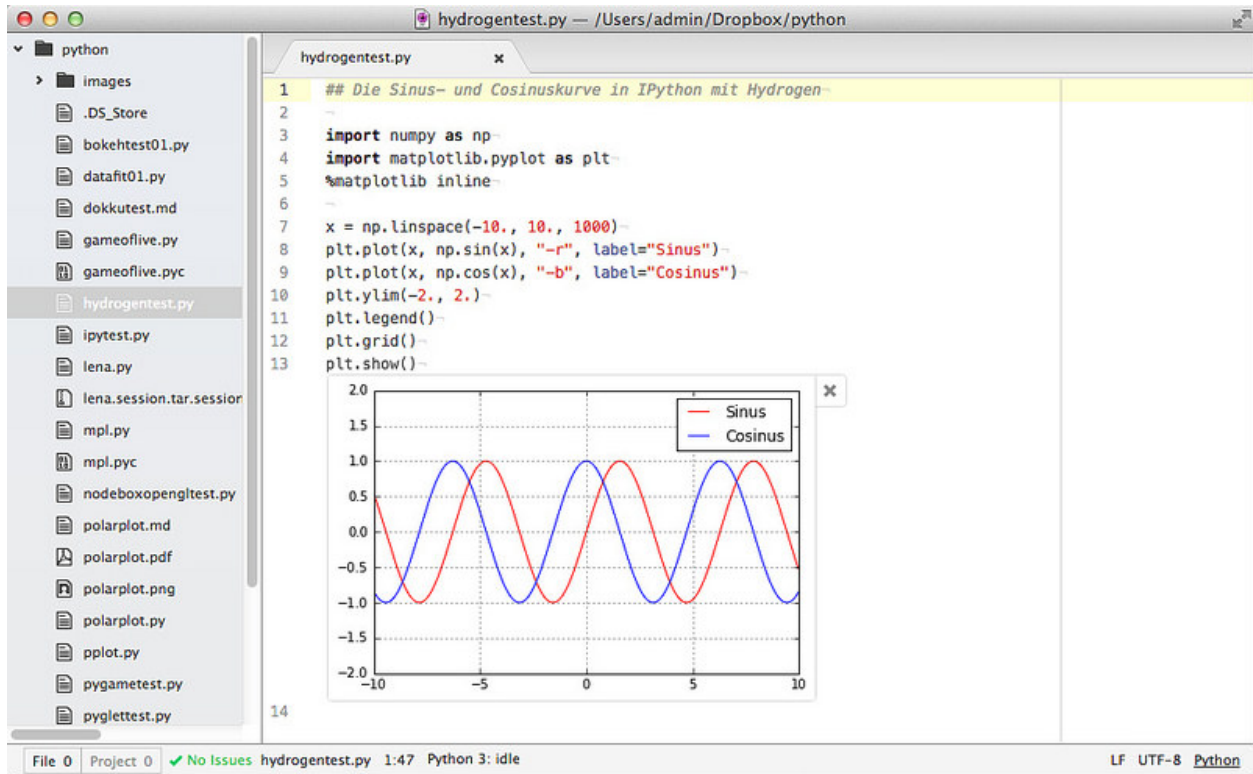 hydrogentest.py — /Users/admin/Dropbox/python
python
images
.DS_Store
bokehtest01.py
datafit01.py
dokkutest.md
gameoflive.py
gameoflive.pyc
hydrogentest.py
ipytest.py
lena.py
lena.session.tar.session
mpl.py
mpl.pyc
nodeboxopengltest.py
polarplot.md
polarplot.pdf
polarplot.png
polarplot.py
pplot.py
pygametest.py
pyglettest.py
hydrogentest.py
1 ## Die Sinus- und Cosinuskurve in IPython mit Hydrogen
2
3 import numpy as np
4 import matplotlib.pyplot as plt
5 %matplotlib inline
6
7 x = np.linspace(-10., 10., 1000)
8 plt.plot(x, np.sin(x), "-r", label="Sinus")
9 plt.plot(x, np.cos(x), "-b", label="Cosinus")
10 plt.ylim(-2., 2.)
11 plt.legend()
12 plt.grid()
13 plt.show()
2.0
1.5
1.0
0.5
0.0
−0.5
−1.0
−1.5
−2.0
−10 −5 0 5 10
Sinus
Cosinus
14
File 0 Project 0 ✔ No Issues hydrogentest.py 1:47 Python 3: idle LF UTF-8 Python